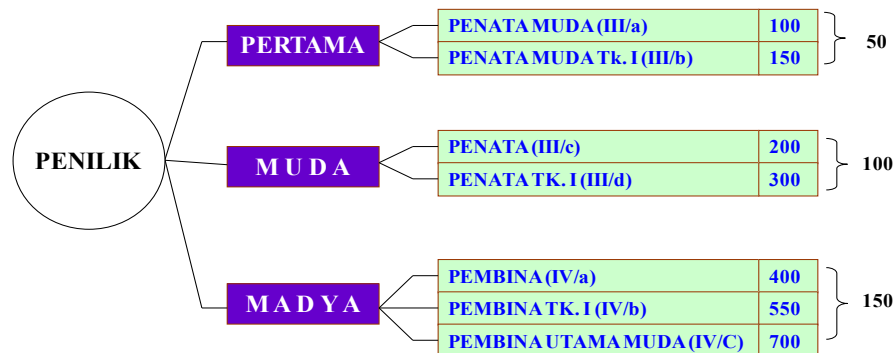 PENILIK
PERTAMA
PENATA MUDA (III/a) 100
PENATA MUDA Tk. I (III/b) 150
50
M U D A
PENATA (III/c) 200
PENATA TK. I (III/d) 300
100
M A D Y A
PEMBINA (IV/a) 400
PEMBINA TK. I (IV/b) 550
PEMBINA UTAMA MUDA (IV/C) 700
150